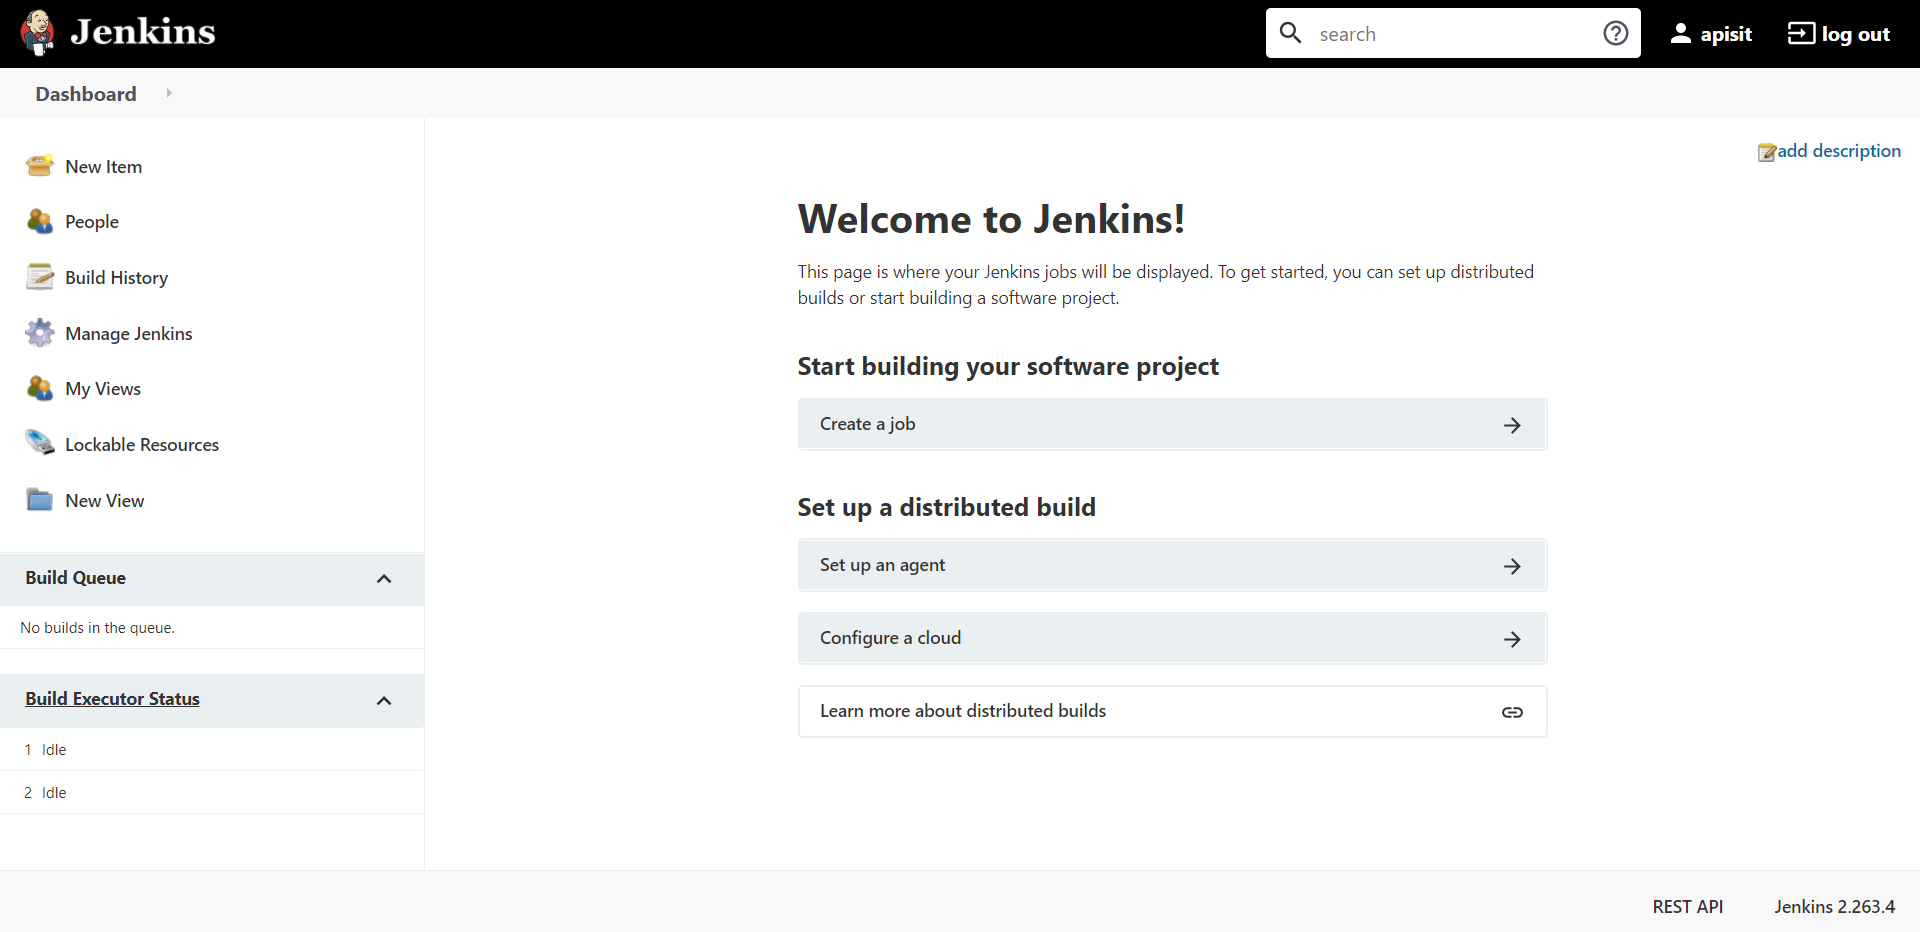 Jenkins
search
apisit
log out
Dashboard
New Item
People
Build History
Manage Jenkins
My Views
Lockable Resources
New View
Build Queue
No builds in the queue.
Build Executor Status
1 Idle
2 Idle
add description
Welcome to Jenkins!
This page is where your Jenkins jobs will be displayed. To get started, you can set up distributed
builds or start building a software project.
Start building your software project
Create a job
Set up a distributed build
Set up an agent
Configure a cloud
Learn more about distributed builds
REST API
Jenkins 2.263.4